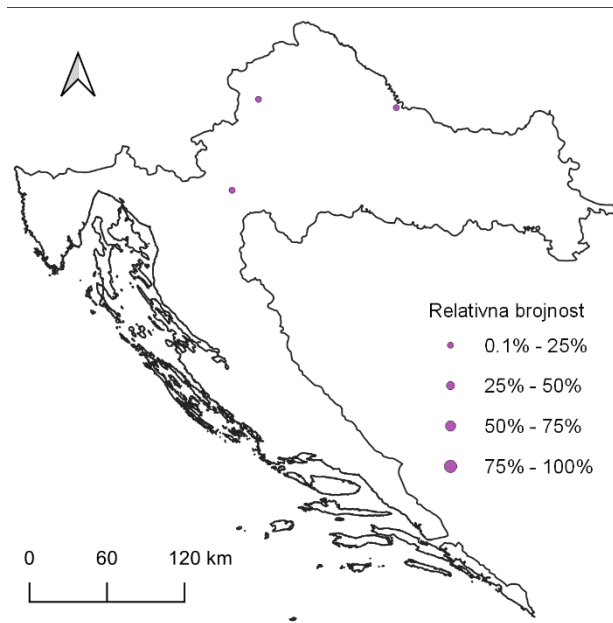 Relativna brojnost
0.1% - 25%
25% - 50%
50% - 75%
75% - 100%
0 60 120 km